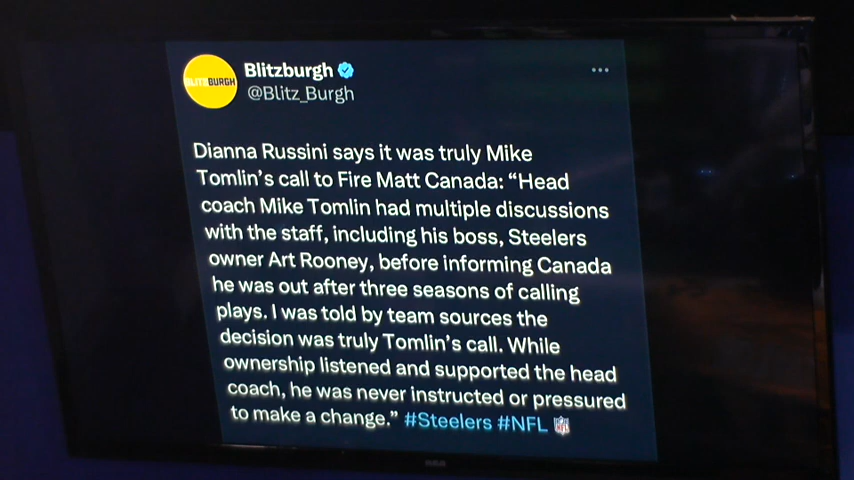 BLITZBURGH
Blitzburgh
@Blitz_Burgh
Dianna Russini says it was truly Mike
Tomlin's call to Fire Matt Canada: “Head
coach Mike Tomlin had multiple discussions
with the staff, including his boss, Steelers
owner Art Rooney, before informing Canada
he was out after three seasons of calling
plays. I was told by team sources the
decision was truly Tomlin's call. While
ownership listened and supported the head
coach, he was never instructed or pressured
to make a change.” #Steelers #NFL
RCA